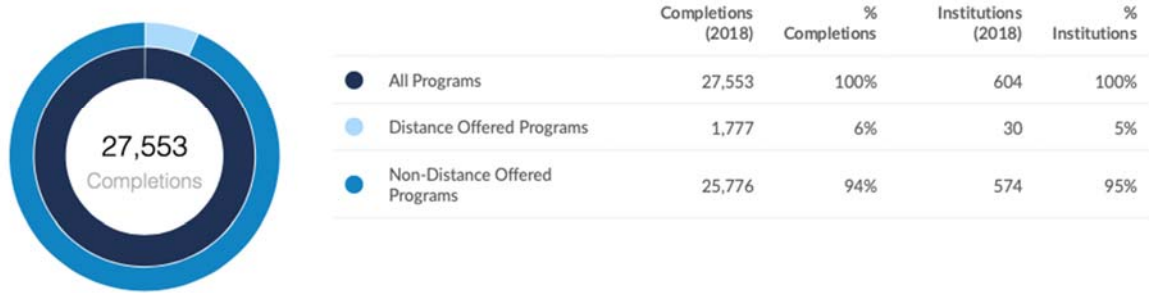 27,553
Completions
Completions (2018) % Completions Institutions (2018) % Institutions
All Programs 27,553 100% 604 100%
Distance Offered Programs 1,777 6% 30 5%
Non-Distance Offered
Programs 25,776 94% 574 95%